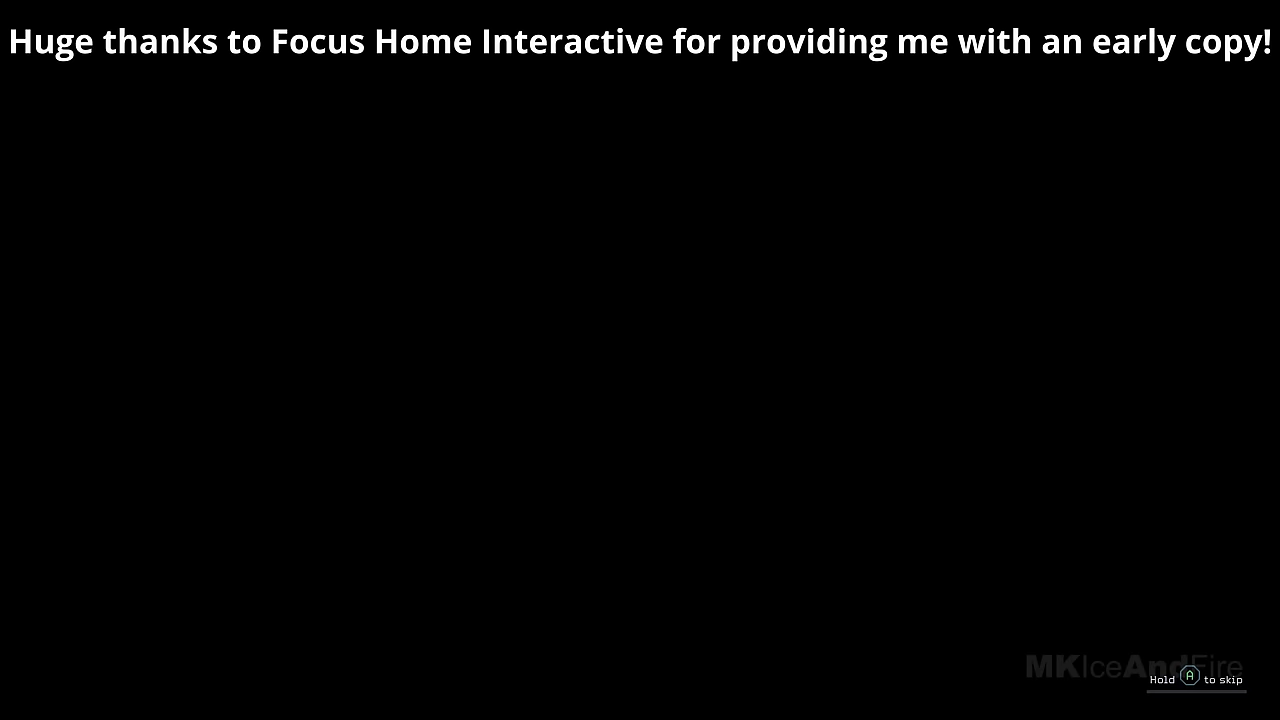 Huge thanks to Focus Home Interactive for providing me with an early copy!
MKIceAndFire
Hold A to skip